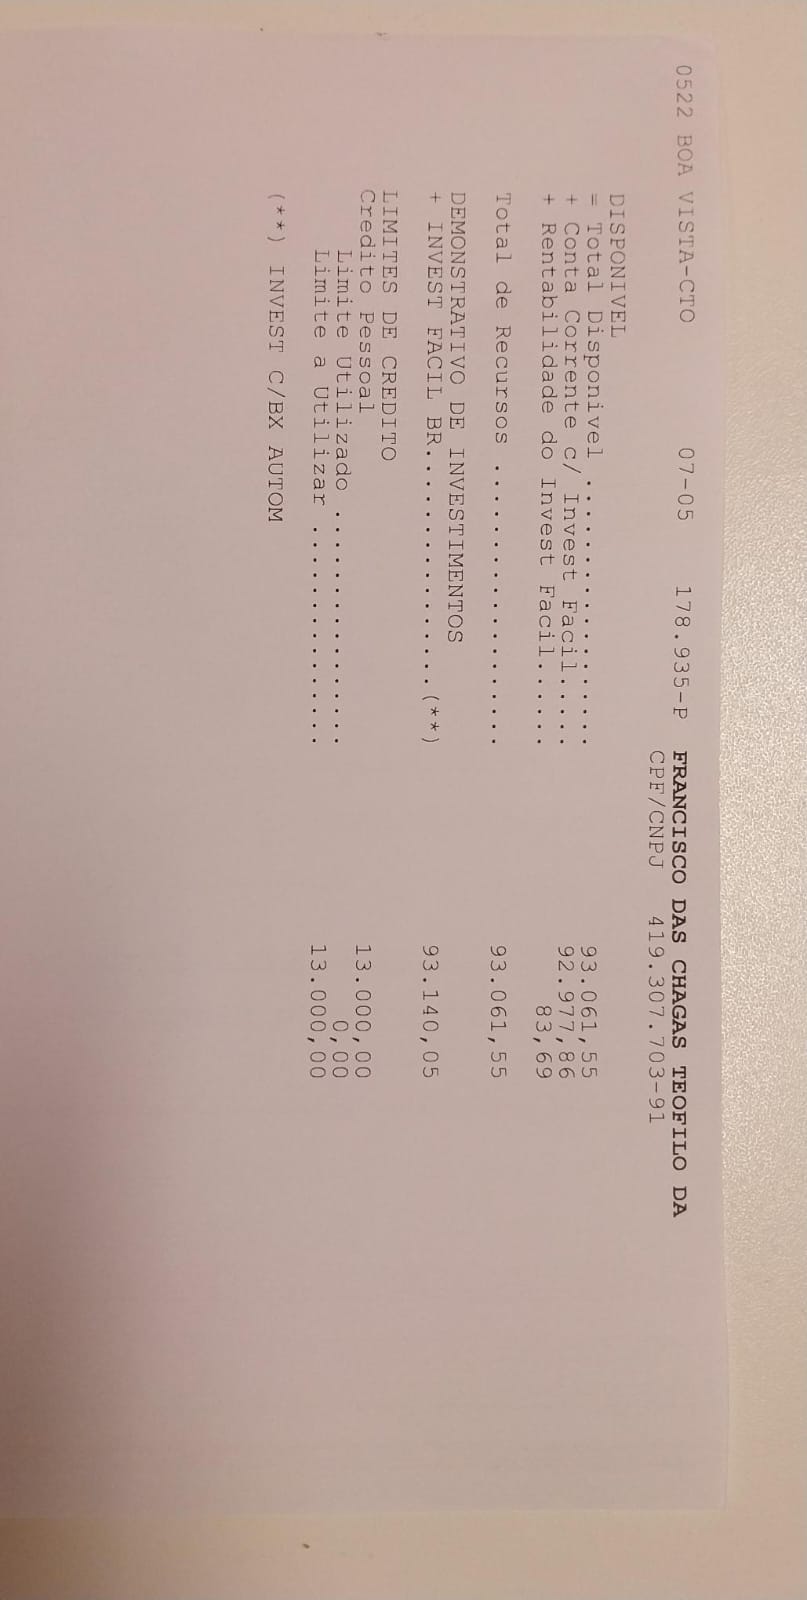 0522 BOA VISTA-CTO 07-05 178.935-P FRANCISCO DAS CHAGAS TEOFILO DA
CPF/CNPJ 419.307.703-91
DISPONIVEL
= Total Disponivel .................. 93.061,55
+ Conta Corrente c/ Invest Facil..... 92.977,86
+ Rentabilidade do Invest Facil...... 83,69
Total de Recursos ................... 93.061,55
DEMONSTRATIVO DE INVESTIMENTOS
+ INVEST FACIL BR................(**) 93.140,05
LIMITES DE CREDITO
Credito Pessoal 13.000,00
Limite Utilizado ................ 0,00
Limite a Utilizar ............... 13.000,00
(**) INVEST C/BX AUTOM